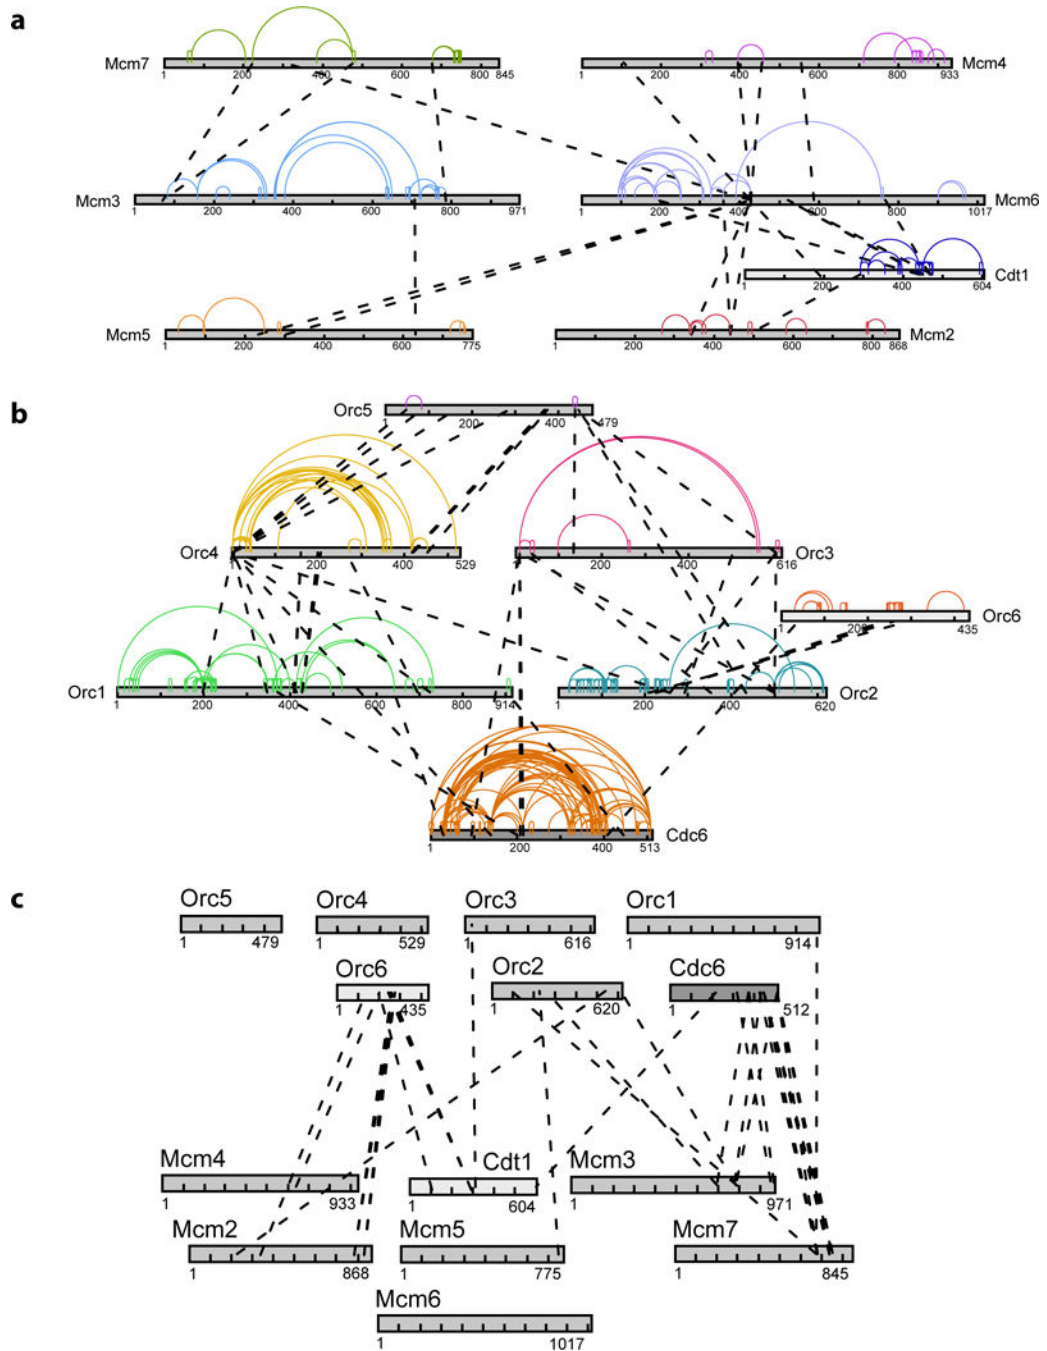 a
Mcm7
1 200 400 600 800 845
1 200 400 600 800 933
Mcm4
Mcm3
1 200 400 600 800 971
1 200 400 600 800 1017
Mcm6
1 200 400 604
Cdt1
Mcm5
1 200 400 600 775
1 200 400 600 800 868
Mcm2
b
Orc5
1 200 400 479
Orc4
200 400 529
200 400 616
Orc3
1 200 435
Orc6
Orc1
1 200 400 600 800 914
1 200 400 620
Orc2
1 200 400 513
Cdc6
c
Orc5 Orc4 Orc3 Orc1
1 479 1 529 1 616 1 914
Orc6 Orc2 Cdc6
1 435 1 620 1 512
Mcm4 Cdt1 Mcm3
1 933 1 604 1 971
Mcm2 Mcm5 Mcm7
1 868 1 775 1 845
Mcm6
1 1017